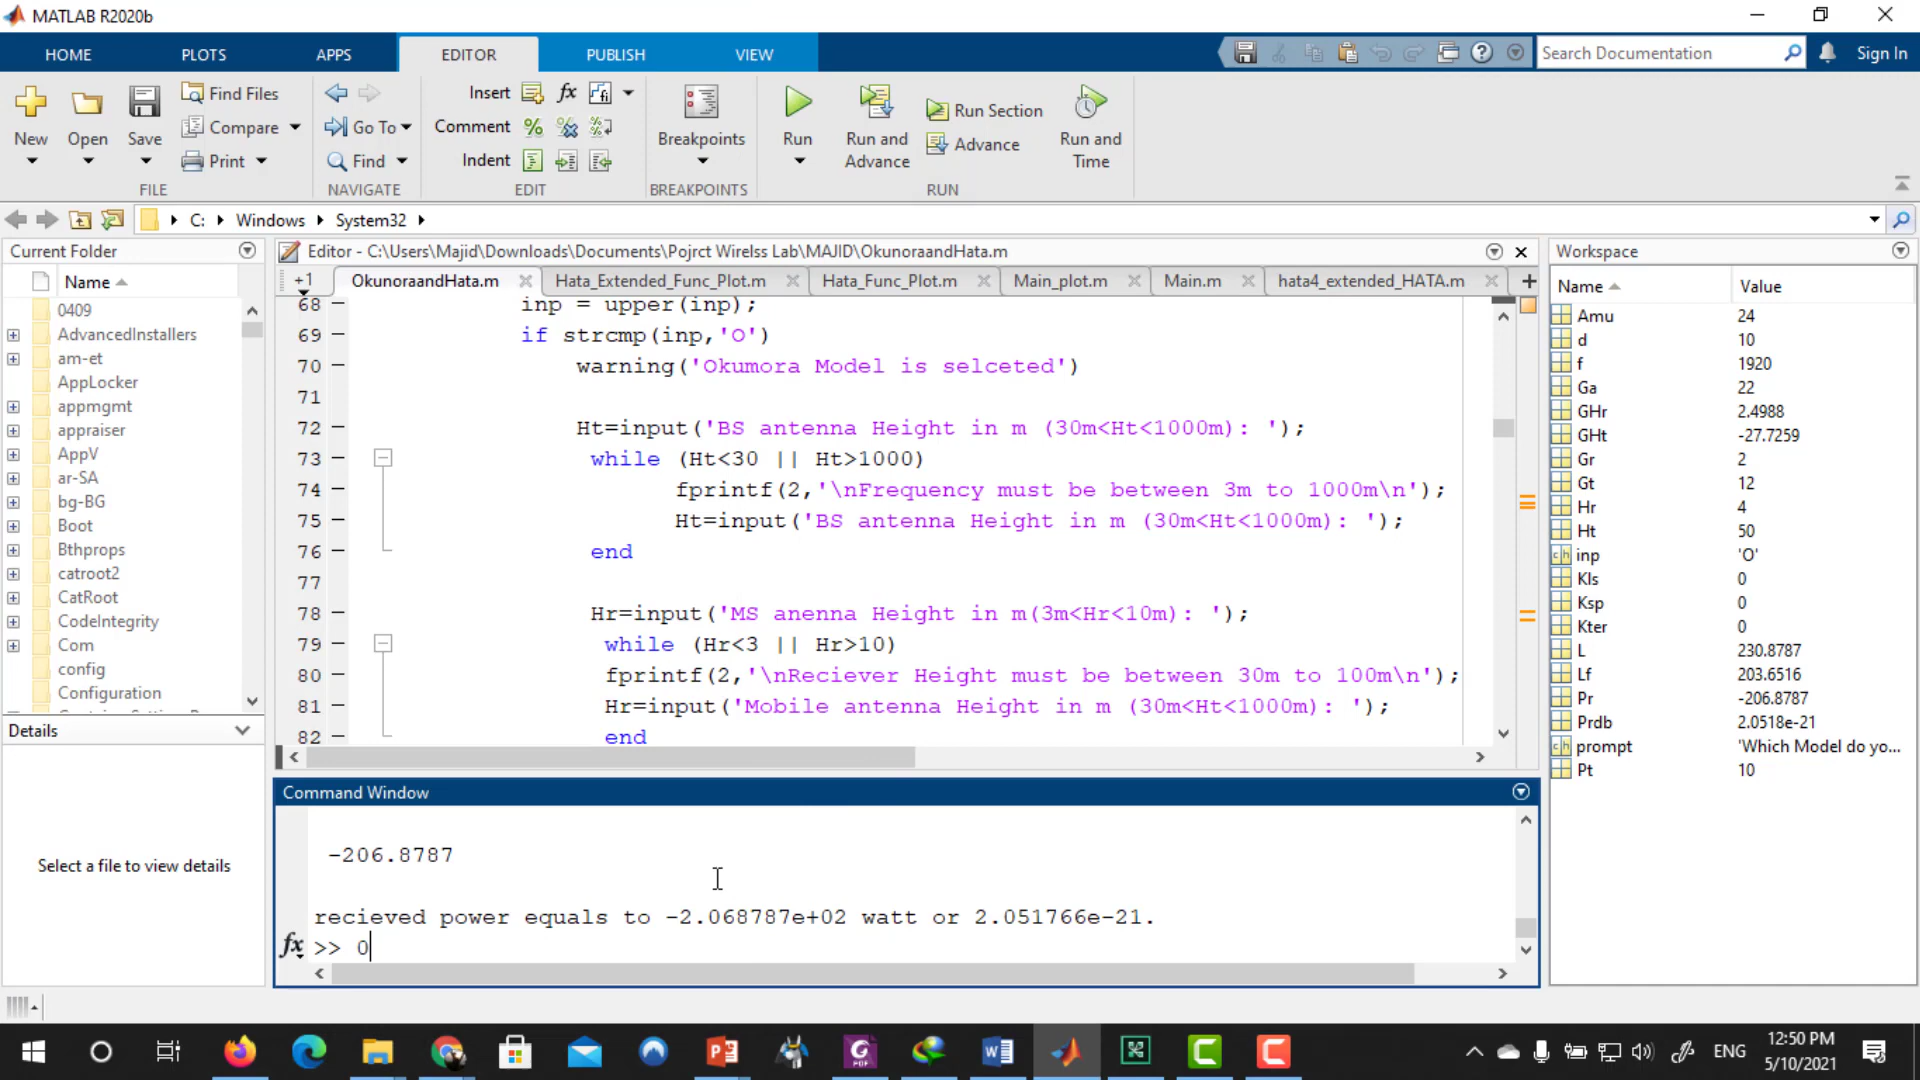 MATLAB R2020b
HOME PLOTS APPS EDITOR PUBLISH VIEW
Search Documentation
Sign In
New Open Save
Find Files
Compare
Print
FILE
Go To
Find
NAVIGATE
Insert
Comment
Indent
EDIT
Breakpoints
BREAKPOINTS
Run
Run and Advance
Run Section
Advance
Run and Time
RUN
C: Windows System32
Current Folder
Name
0409
AdvancedInstallers
am-et
AppLocker
appmgmt
appraiser
AppV
ar-SA
bg-BG
Boot
Bthprops
catroot2
CatRoot
CodeIntegrity
Com
config
Configuration
Details
Select a file to view details
Editor - C:\Users\Majid\Downloads\Documents\Pojrct Wirelss Lab\MAJID\OkunoraandHata.m
+1 OkunoraandHata.m Hata_Extended_Func_Plot.m Hata_Func_Plot.m Main_plot.m Main.m hata4_extended_HATA.m
68 inp = upper(inp);
69 if strcmp(inp,'O')
70 warning('Okumora Model is selceted')
71
72 Ht=input('BS antenna Height in m (30m<Ht<1000m): ');
73 while (Ht<30 || Ht>1000)
74 fprintf(2,'\nFrequency must be between 3m to 1000m\n');
75 Ht=input('BS antenna Height in m (30m<Ht<1000m): ');
76 end
77
78 Hr=input('MS anenna Height in m(3m<Hr<10m): ');
79 while (Hr<3 || Hr>10)
80 fprintf(2,'\nReciever Height must be between 30m to 100m\n');
81 Hr=input('Mobile antenna Height in m (30m<Ht<1000m): ');
82 end
Command Window
-206.8787
recieved power equals to -2.068787e+02 watt or 2.051766e-21.
fx >> O
Workspace
Name Value
Amu 24
d 10
f 1920
Ga 22
GHr 2.4988
GHt -27.7259
Gr 2
Gt 12
Hr 4
Ht 50
inp 'O'
Kls 0
Ksp 0
Kter 0
L 230.8787
Lf 203.6516
Pr -206.8787
Prdb 2.0518e-21
prompt 'Which Model do yo...
Pt 10
ENG
12:50 PM
5/10/2021